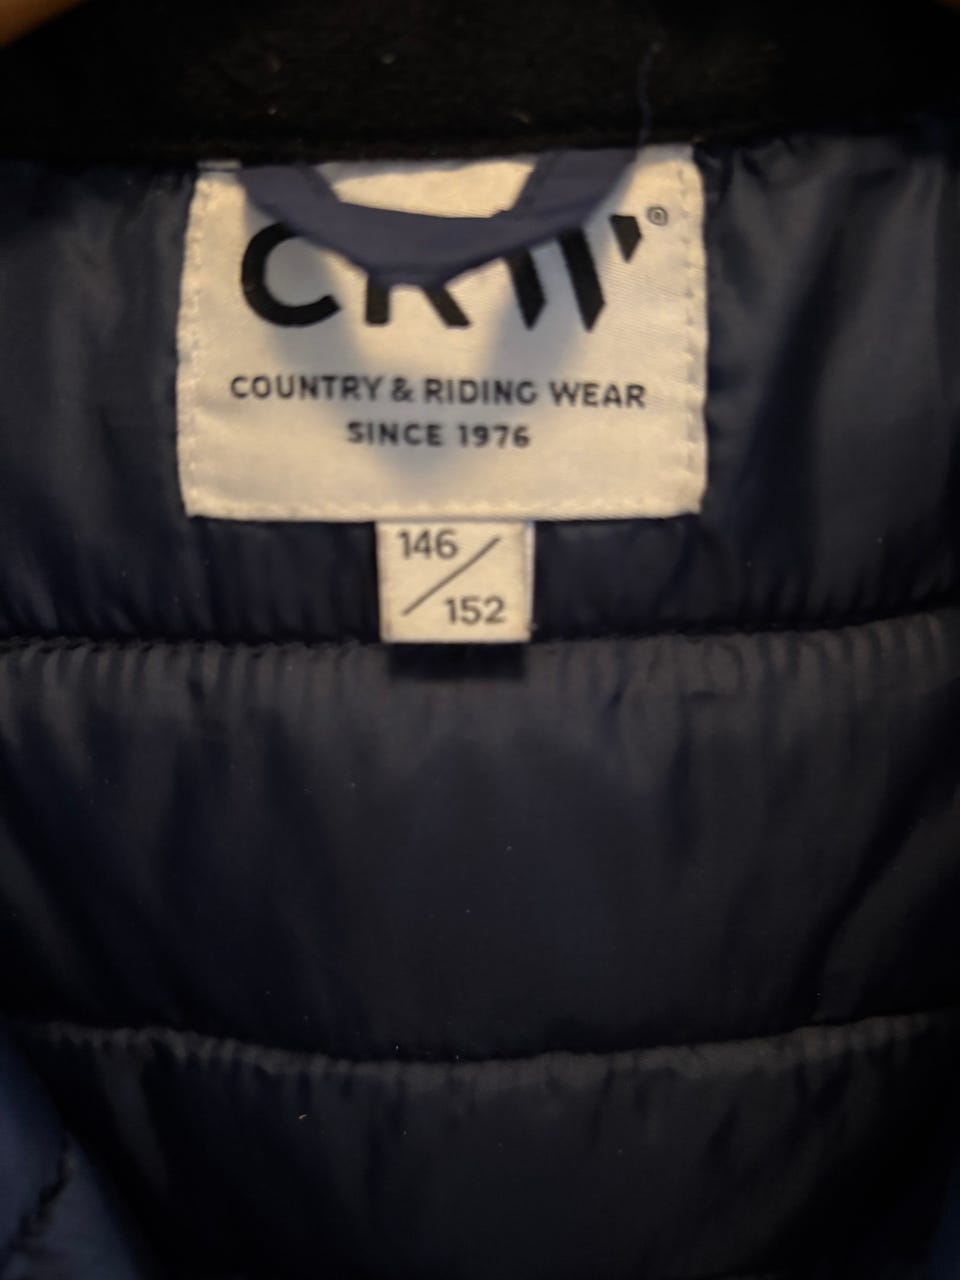 CRW®
COUNTRY & RIDING WEAR
SINCE 1976
146/152